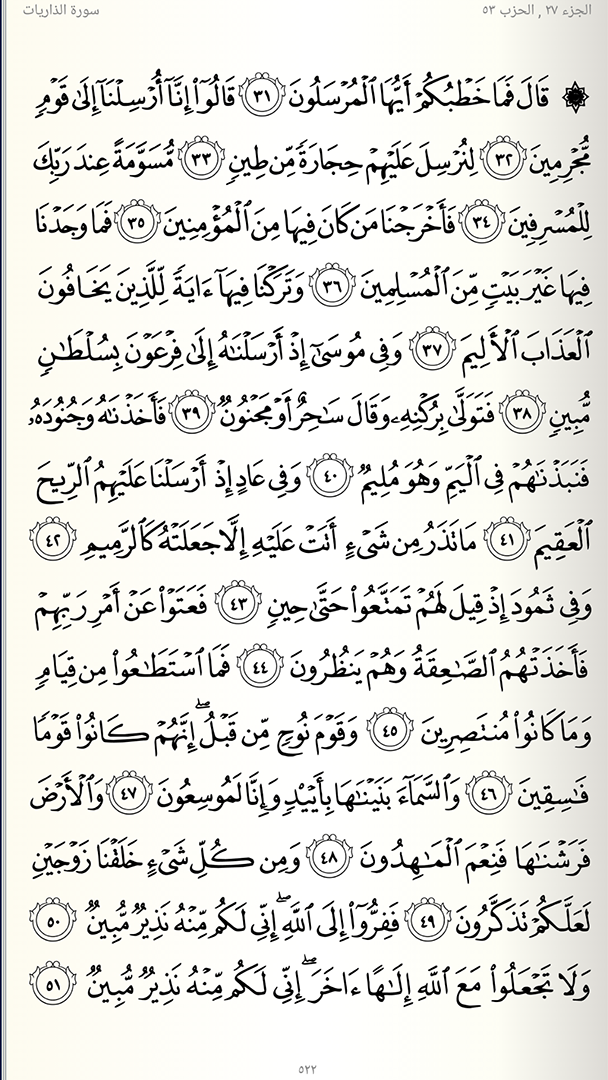 الجزء ٢٧ , الحزب ٥٣ سورة الذاريات
۞ قَالَ فَمَا خَطْبُكُمْ أَيُّهَا ٱلْمُرْسَلُونَ ٣١ قَالُوٓا۟ إِنَّآ أُرْسِلْنَآ إِلَىٰ قَوْمٍ
مُّجْرِمِينَ ٣٢ لِنُرْسِلَ عَلَيْهِمْ حِجَارَةً مِّن طِينٍ ٣٣ مُّسَوَّمَةً عِندَ رَبِّكَ
لِلْمُسْرِفِينَ ٣٤ فَأَخْرَجْنَا مَن كَانَ فِيهَا مِنَ ٱلْمُؤْمِنِينَ ٣٥ فَمَا وَجَدْنَا
فِيهَا غَيْرَ بَيْتٍ مِّنَ ٱلْمُسْلِمِينَ ٣٦ وَتَرَكْنَا فِيهَآ ءَايَةً لِّلَّذِينَ يَخَافُونَ
ٱلْعَذَابَ ٱلْأَلِيمَ ٣٧ وَفِى مُوسَىٰٓ إِذْ أَرْسَلْنَـٰهُ إِلَىٰ فِرْعَوْنَ بِسُلْطَـٰنٍ
مُّبِينٍ ٣٨ فَتَوَلَّىٰ بِرُكْنِهِۦ وَقَالَ سَـٰحِرٌ أَوْ مَجْنُونٌ ٣٩ فَأَخَذْنَـٰهُ وَجُنُودَهُۥ
فَنَبَذْنَـٰهُمْ فِى ٱلْيَمِّ وَهُوَ مُلِيمٌ ٤٠ وَفِى عَادٍ إِذْ أَرْسَلْنَا عَلَيْهِمُ ٱلرِّيحَ
ٱلْعَقِيمَ ٤١ مَا تَذَرُ مِن شَىْءٍ أَتَتْ عَلَيْهِ إِلَّا جَعَلَتْهُ كَٱلرَّمِيمِ ٤٢
وَفِى ثَمُودَ إِذْ قِيلَ لَهُمْ تَمَتَّعُوا۟ حَتَّىٰ حِينٍ ٤٣ فَعَتَوْا۟ عَنْ أَمْرِ رَبِّهِمْ
فَأَخَذَتْهُمُ ٱلصَّـٰعِقَةُ وَهُمْ يَنظُرُونَ ٤٤ فَمَا ٱسْتَطَـٰعُوا۟ مِن قِيَامٍ
وَمَا كَانُوا۟ مُنتَصِرِينَ ٤٥ وَقَوْمَ نُوحٍ مِّن قَبْلُ ۖ إِنَّهُمْ كَانُوا۟ قَوْمًا
فَـٰسِقِينَ ٤٦ وَٱلسَّمَآءَ بَنَيْنَـٰهَا بِأَيْي۟دٍ وَإِنَّا لَمُوسِعُونَ ٤٧ وَٱلْأَرْضَ
فَرَشْنَـٰهَا فَنِعْمَ ٱلْمَـٰهِدُونَ ٤٨ وَمِن كُلِّ شَىْءٍ خَلَقْنَا زَوْجَيْنِ
لَعَلَّكُمْ تَذَكَّرُونَ ٤٩ فَفِرُّوٓا۟ إِلَى ٱللَّهِ ۖ إِنِّى لَكُم مِّنْهُ نَذِيرٌ مُّبِينٌ ٥٠
وَلَا تَجْعَلُوا۟ مَعَ ٱللَّهِ إِلَـٰهًا ءَاخَرَ ۖ إِنِّى لَكُم مِّنْهُ نَذِيرٌ مُّبِينٌ ٥١
٥٢٢